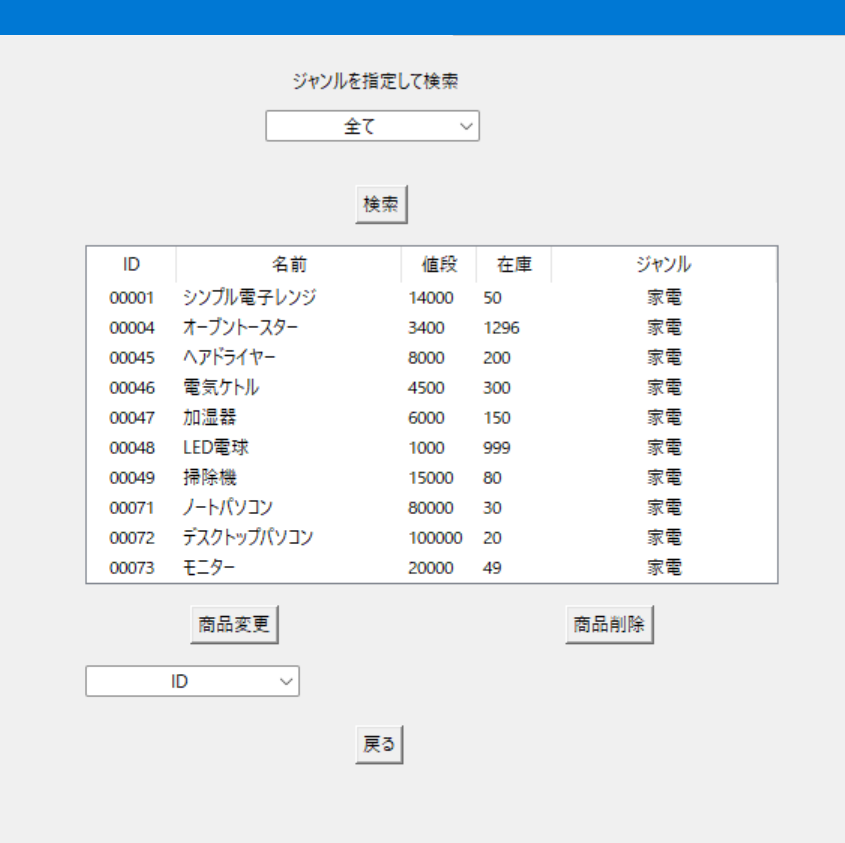 ジャンルを指定して検索
全て
検索
ID 名前 値段 在庫 ジャンル
00001 シンプル電子レンジ 14000 50 家電
00004 オーブントースター 3400 1296 家電
00045 ヘアドライヤー 8000 200 家電
00046 電気ケトル 4500 300 家電
00047 加湿器 6000 150 家電
00048 LED電球 1000 999 家電
00049 掃除機 15000 80 家電
00071 ノートパソコン 80000 30 家電
00072 デスクトップパソコン 100000 20 家電
00073 モニター 20000 49 家電
商品変更 商品削除
ID
戻る